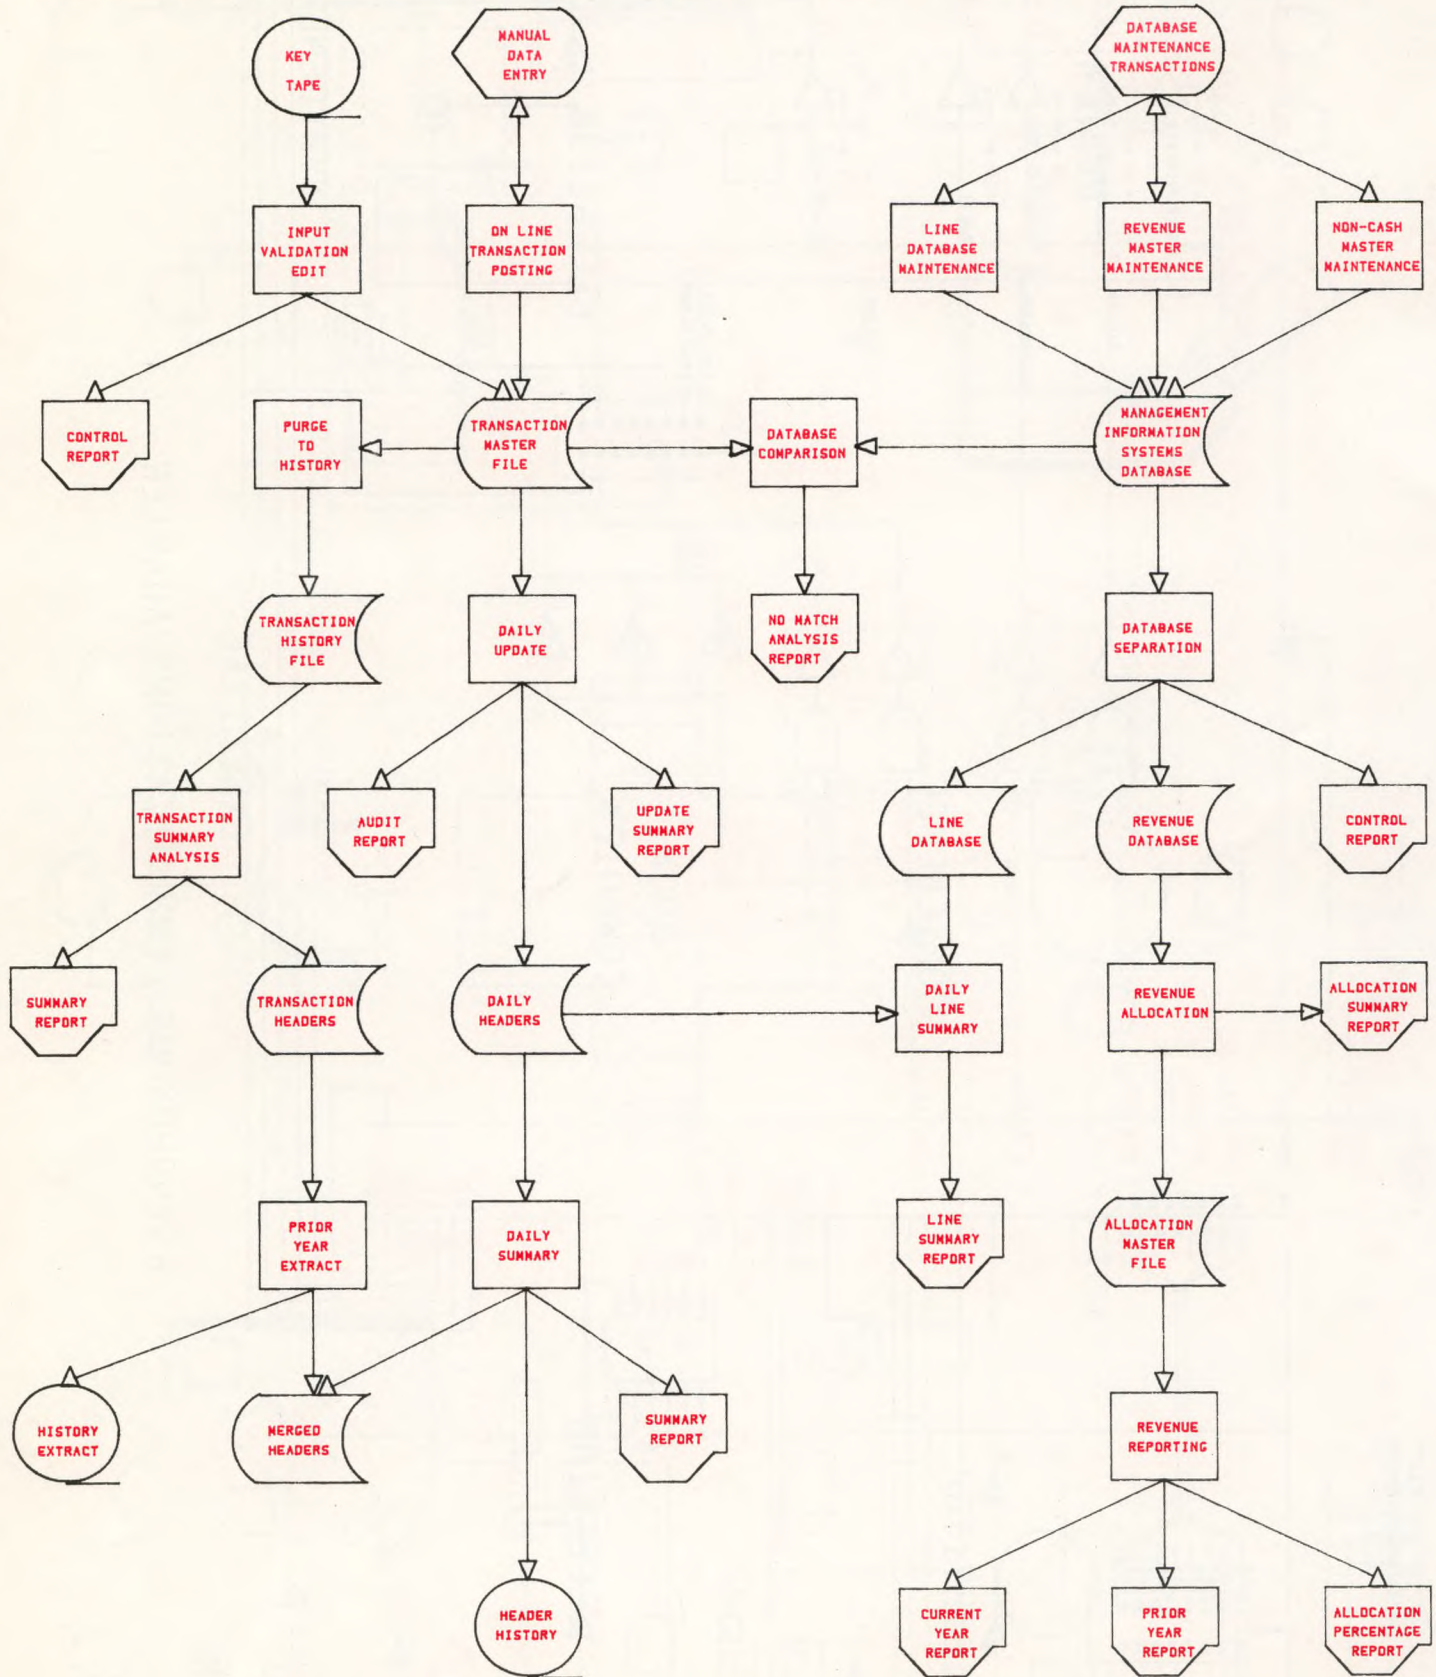 KEY
TAPE
MANUAL
DATA
ENTRY
DATABASE
MAINTENANCE
TRANSACTIONS
INPUT
VALIDATION
EDIT
ON LINE
TRANSACTION
POSTING
LINE
DATABASE
MAINTENANCE
REVENUE
MASTER
MAINTENANCE
NON-CASH
MASTER
MAINTENANCE
CONTROL
REPORT
PURGE
TO
HISTORY
TRANSACTION
MASTER
FILE
DATABASE
COMPARISON
MANAGEMENT
INFORMATION
SYSTEMS
DATABASE
TRANSACTION
HISTORY
FILE
DAILY
UPDATE
NO MATCH
ANALYSIS
REPORT
DATABASE
SEPARATION
TRANSACTION
SUMMARY
ANALYSIS
AUDIT
REPORT
UPDATE
SUMMARY
REPORT
LINE
DATABASE
REVENUE
DATABASE
CONTROL
REPORT
SUMMARY
REPORT
TRANSACTION
HEADERS
DAILY
HEADERS
DAILY
LINE
SUMMARY
REVENUE
ALLOCATION
ALLOCATION
SUMMARY
REPORT
PRIOR
YEAR
EXTRACT
DAILY
SUMMARY
LINE
SUMMARY
REPORT
ALLOCATION
MASTER
FILE
HISTORY
EXTRACT
MERGED
HEADERS
SUMMARY
REPORT
REVENUE
REPORTING
HEADER
HISTORY
CURRENT
YEAR
REPORT
PRIOR
YEAR
REPORT
ALLOCATION
PERCENTAGE
REPORT